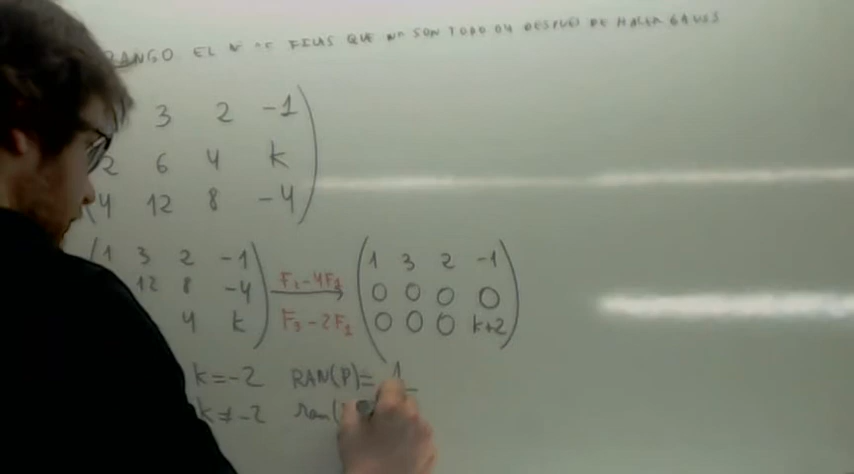 RANGO EL Nº DE FILAS QUE NO SON TODO 0'S DESPUES DE HACER GAUSS
3 2 -1
2 6 4 k
4 12 8 -4
1 3 2 -1
12 8 -4
4 k
F₂-4F₁
F₃-2F₁
1 3 2 -1
0 0 0 0
0 0 0 k+2
k=-2 RAN(P)=1
k≠-2 ran(